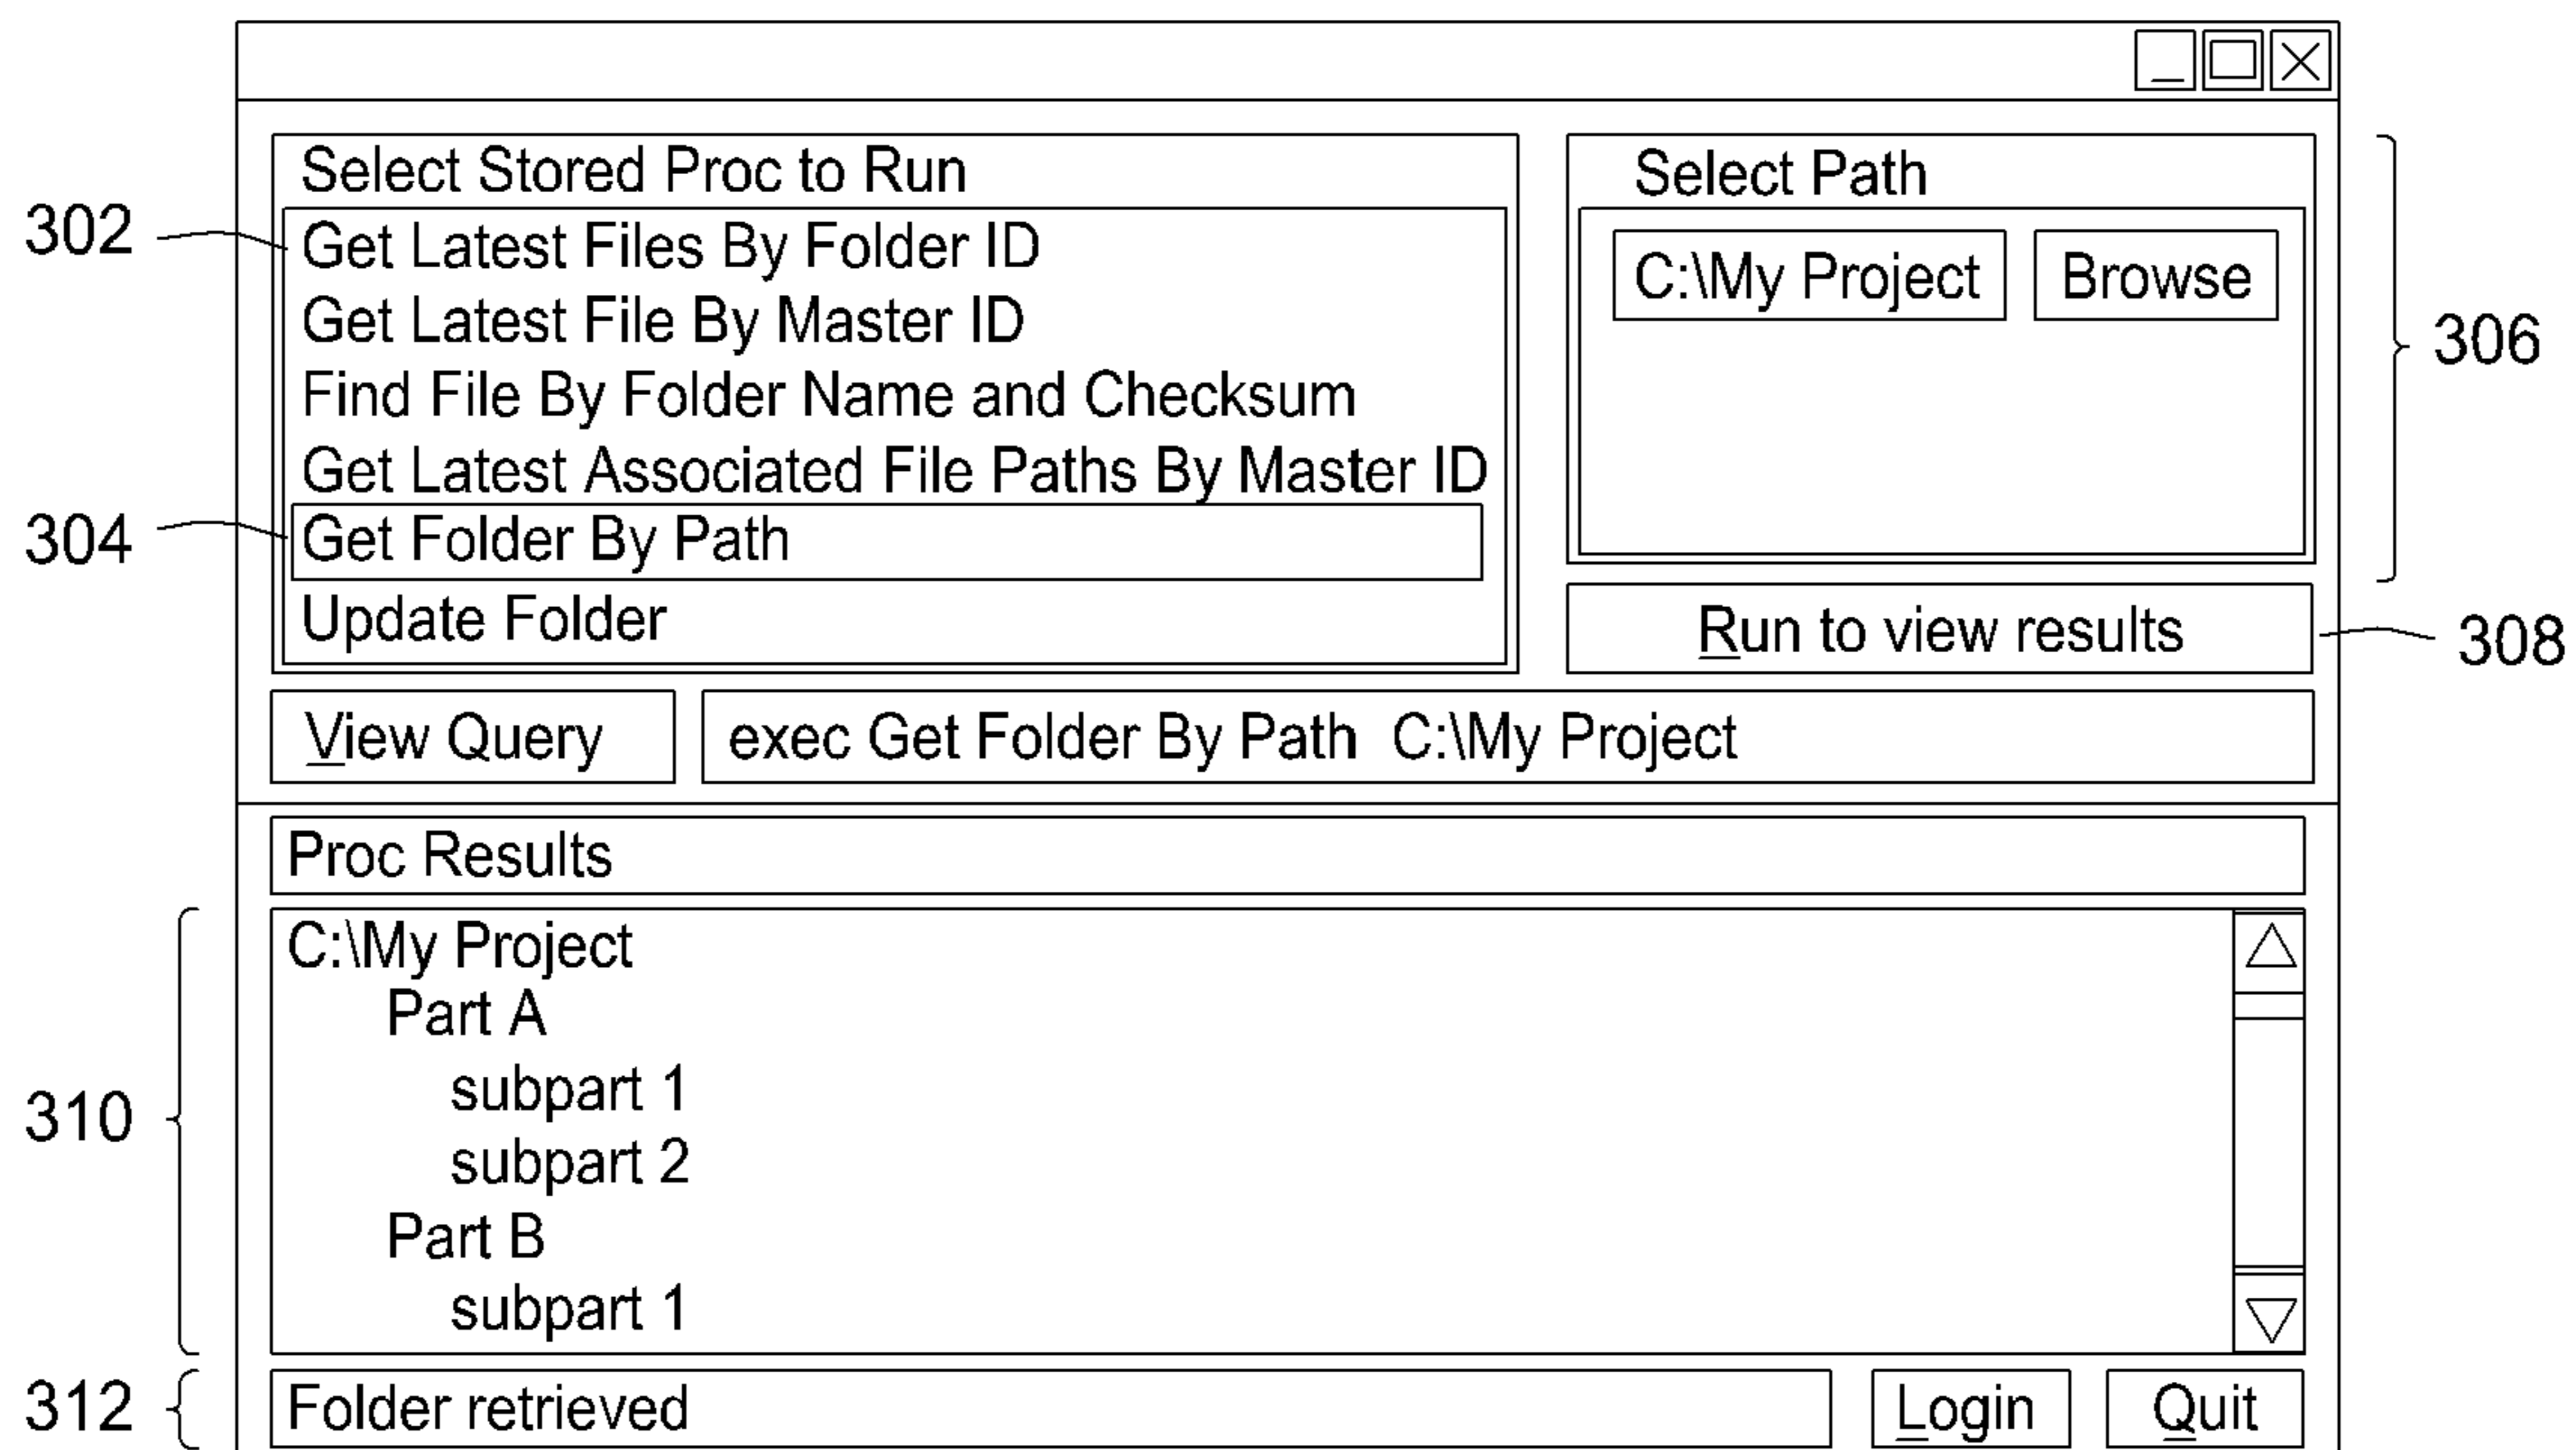 Select Stored Proc to Run
302
Get Latest Files By Folder ID
Get Latest File By Master ID
Find File By Folder Name and Checksum
Get Latest Associated File Paths By Master ID
304
Get Folder By Path
Update Folder
Select Path
C:\My Project
Browse
306
Run to view results
308
View Query
exec Get Folder By Path C:\My Project
Proc Results
310
C:\My Project
Part A
subpart 1
subpart 2
Part B
subpart 1
312
Folder retrieved
Login
Quit